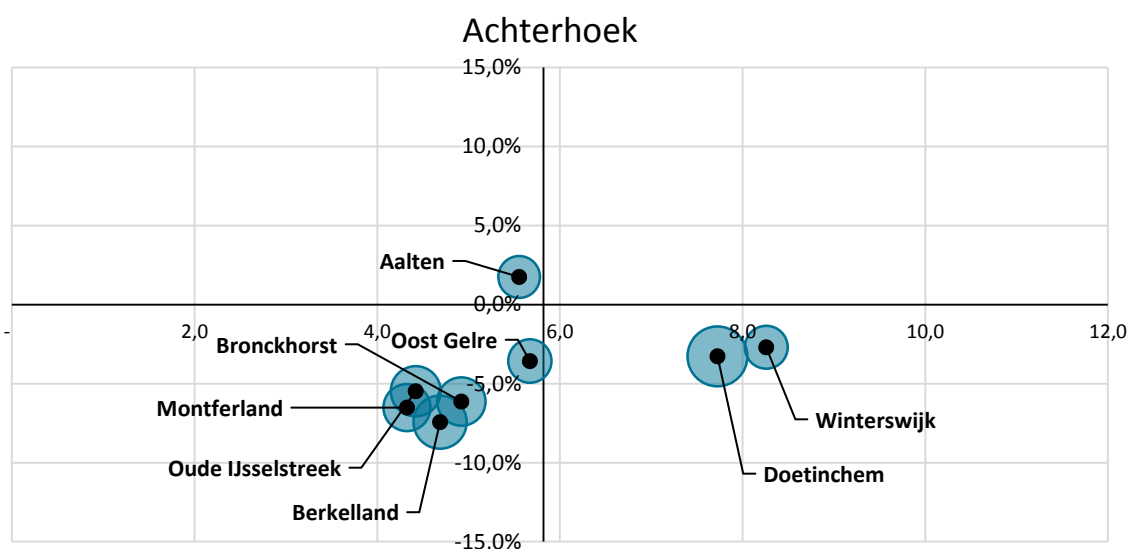 Achterhoek
15,0%
10,0%
5,0%
Aalten
0,0%
- 2,0 4,0 6,0 8,0 10,0 12,0
Bronckhorst Oost Gelre
-5,0%
Montferland
Winterswijk
Oude IJsselstreek -10,0% Doetinchem
Berkelland
-15,0%